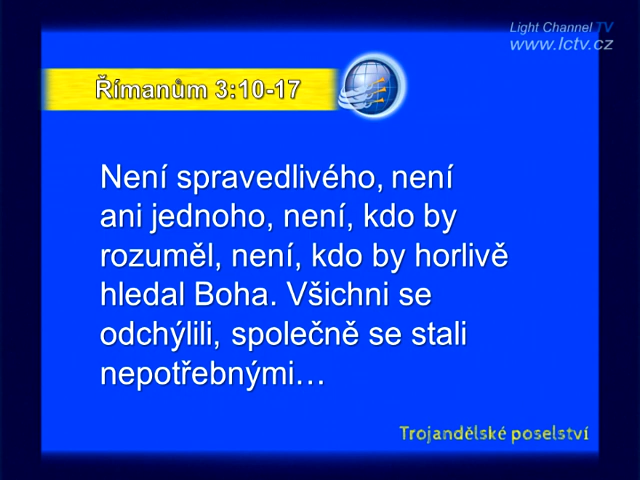 Light Channel TV
www.lctv.cz
Římanům 3:10-17
Není spravedlivého, není
ani jednoho, není, kdo by
rozuměl, není, kdo by horlivě
hledal Boha. Všichni se
odchýlili, společně se stali
nepotřebnými…
Trojandělské poselství